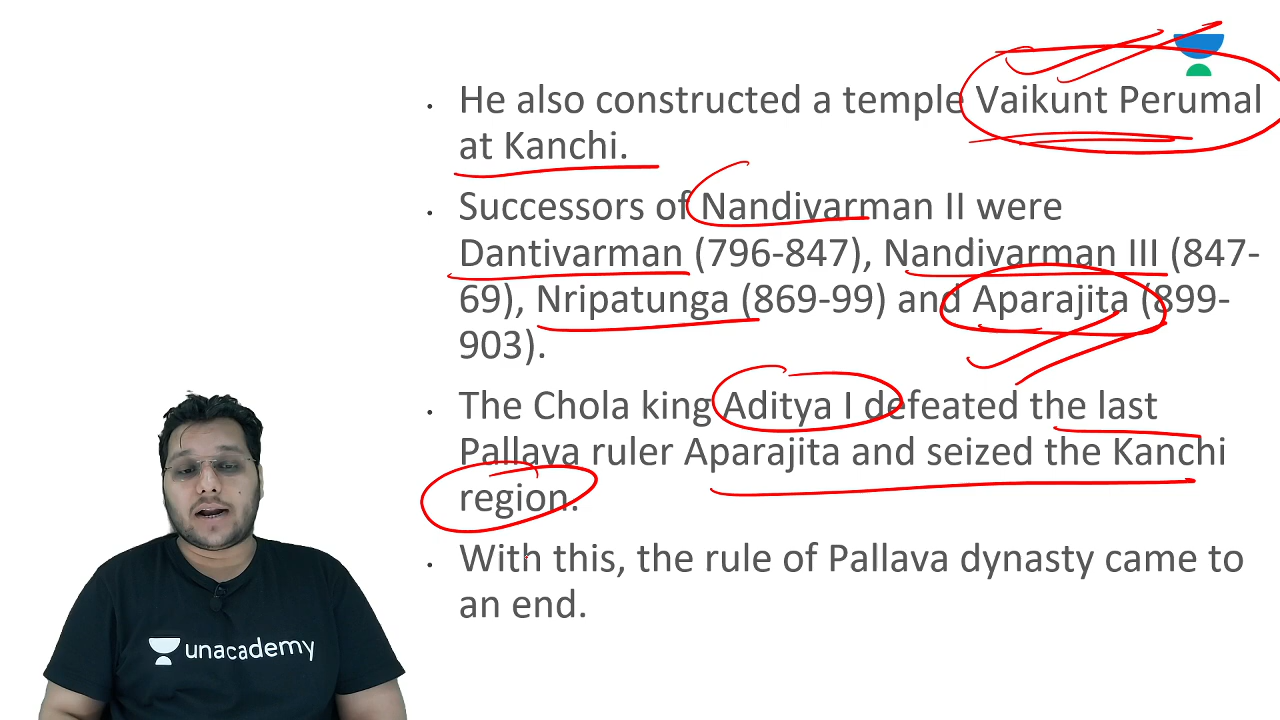 • He also constructed a temple Vaikunt Perumal
at Kanchi.
• Successors of Nandivarman II were
Dantivarman (796-847), Nandivarman III (847-
69), Nripatunga (869-99) and Aparajita (899-
903).
• The Chola king Aditya I defeated the last
Pallava ruler Aparajita and seized the Kanchi
region.
• With this, the rule of Pallava dynasty came to
an end.
unacademy